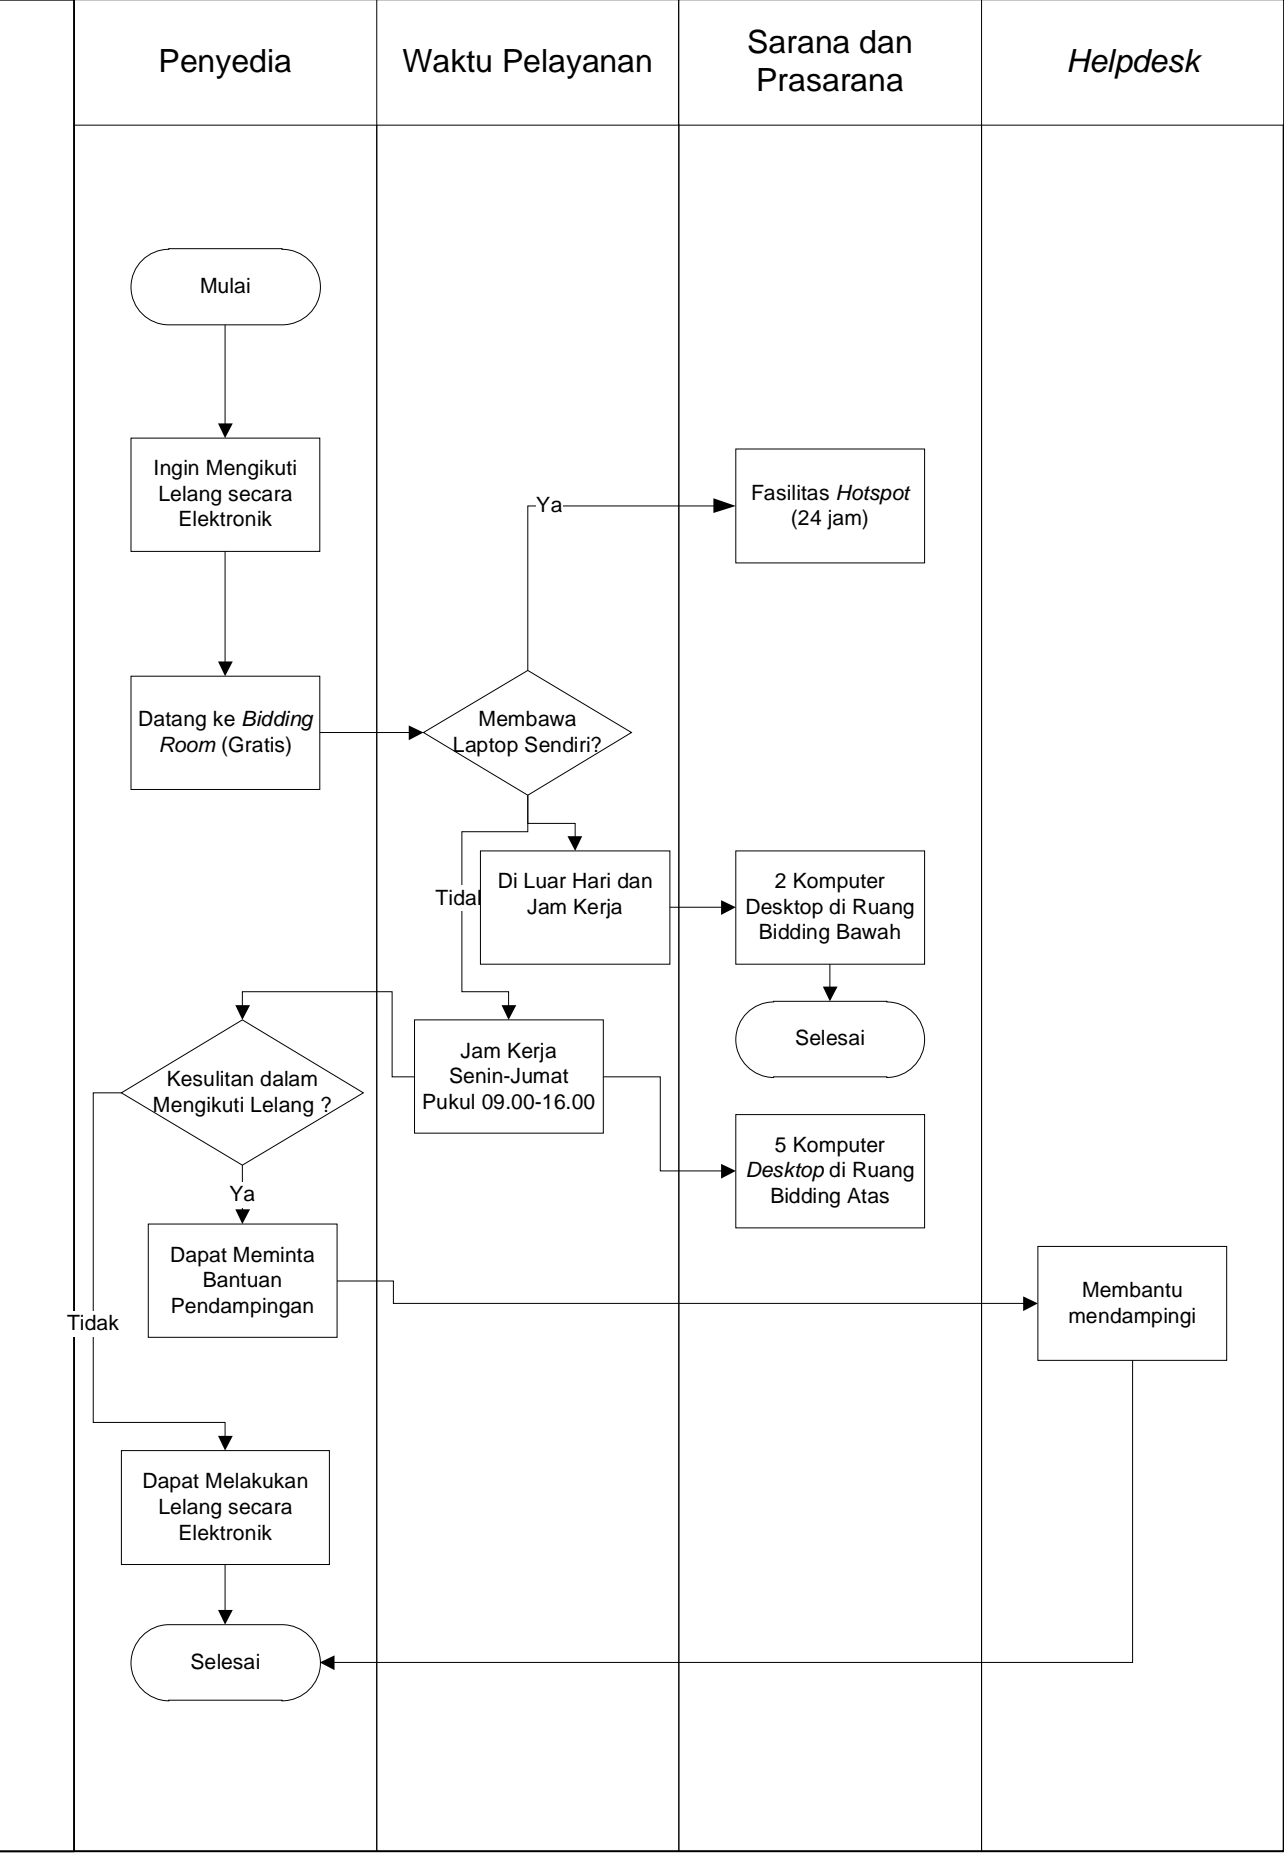 Penyedia
Waktu Pelayanan
Sarana dan
Prasarana
Helpdesk
Mulai
Ingin Mengikuti
Lelang secara
Elektronik
Ya
Fasilitas Hotspot
(24 jam)
Datang ke Bidding
Room (Gratis)
Membawa
Laptop Sendiri?
Tidak
Di Luar Hari dan
Jam Kerja
2 Komputer
Desktop di Ruang
Bidding Bawah
Selesai
Jam Kerja
Senin-Jumat
Pukul 09.00-16.00
Kesulitan dalam
Mengikuti Lelang ?
5 Komputer
Desktop di Ruang
Bidding Atas
Ya
Dapat Meminta
Bantuan
Pendampingan
Membantu
mendampingi
Tidak
Dapat Melakukan
Lelang secara
Elektronik
Selesai